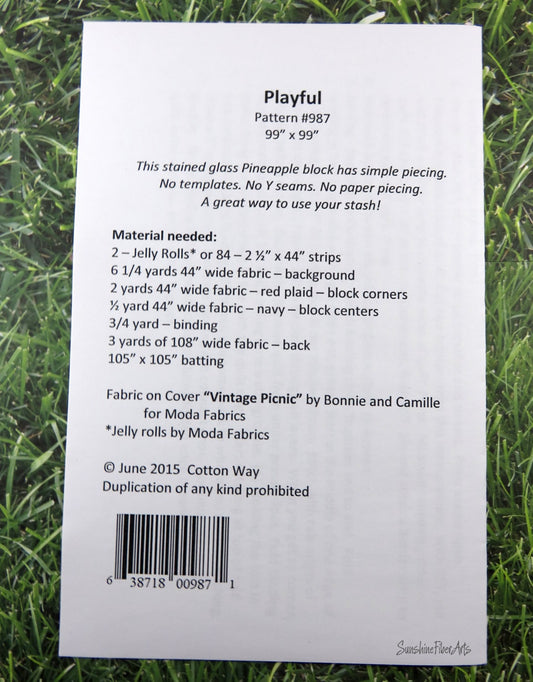 Playful
Pattern #987
99” x 99”
This stained glass Pineapple block has simple piecing.
No templates. No Y seams. No paper piecing.
A great way to use your stash!
Material needed:
2 – Jelly Rolls* or 84 – 2 ½” x 44” strips
6 1/4 yards 44” wide fabric – background
2 yards 44” wide fabric – red plaid – block corners
½ yard 44” wide fabric – navy – block centers
3/4 yard – binding
3 yards of 108” wide fabric – back
105” x 105” batting
Fabric on Cover “Vintage Picnic” by Bonnie and Camille
for Moda Fabrics
*Jelly rolls by Moda Fabrics
© June 2015 Cotton Way
Duplication of any kind prohibited
6 38718 00987 1
SunshineRiverArts